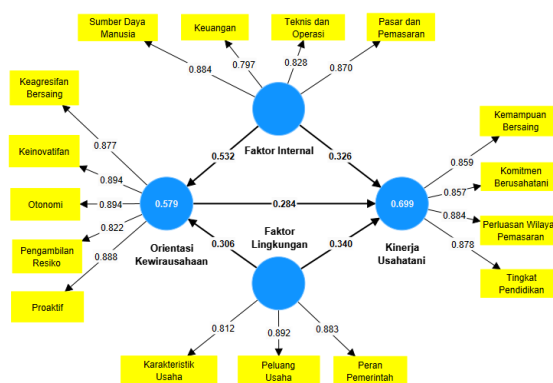 Sumber Daya
Manusia
Keuangan
Teknis dan
Operasi
Pasar dan
Pemasaran
0.884
0.797
0.828
0.870
Keagresifan
Bersaing
Keinovatifan
Otonomi
Pengambilan
Resiko
Proaktif
0.877
0.894
0.894
0.822
0.888
Faktor Internal
0.532
0.326
0.579
0.284
0.699
Orientasi
Kewirausahaan
Faktor
Lingkungan
Kinerja
Usahatani
0.306
0.340
Kemampuan
Bersaing
Komitmen
Berusahatani
Perluasan Wilaya
Pemasaran
Tingkat
Pendidikan
0.859
0.857
0.884
0.878
0.812
0.892
0.883
Karakteristik
Usaha
Peluang
Usaha
Peran
Pemerintah